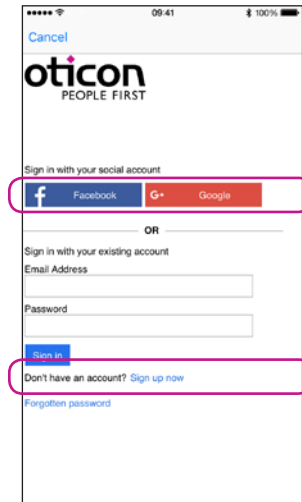 09:41
100%
Cancel
oticon
PEOPLE FIRST
Sign in with your social account
f Facebook G+ Google
OR
Sign in with your existing account
Email Address
Password
Sign in
Don't have an account? Sign up now
Forgotten password